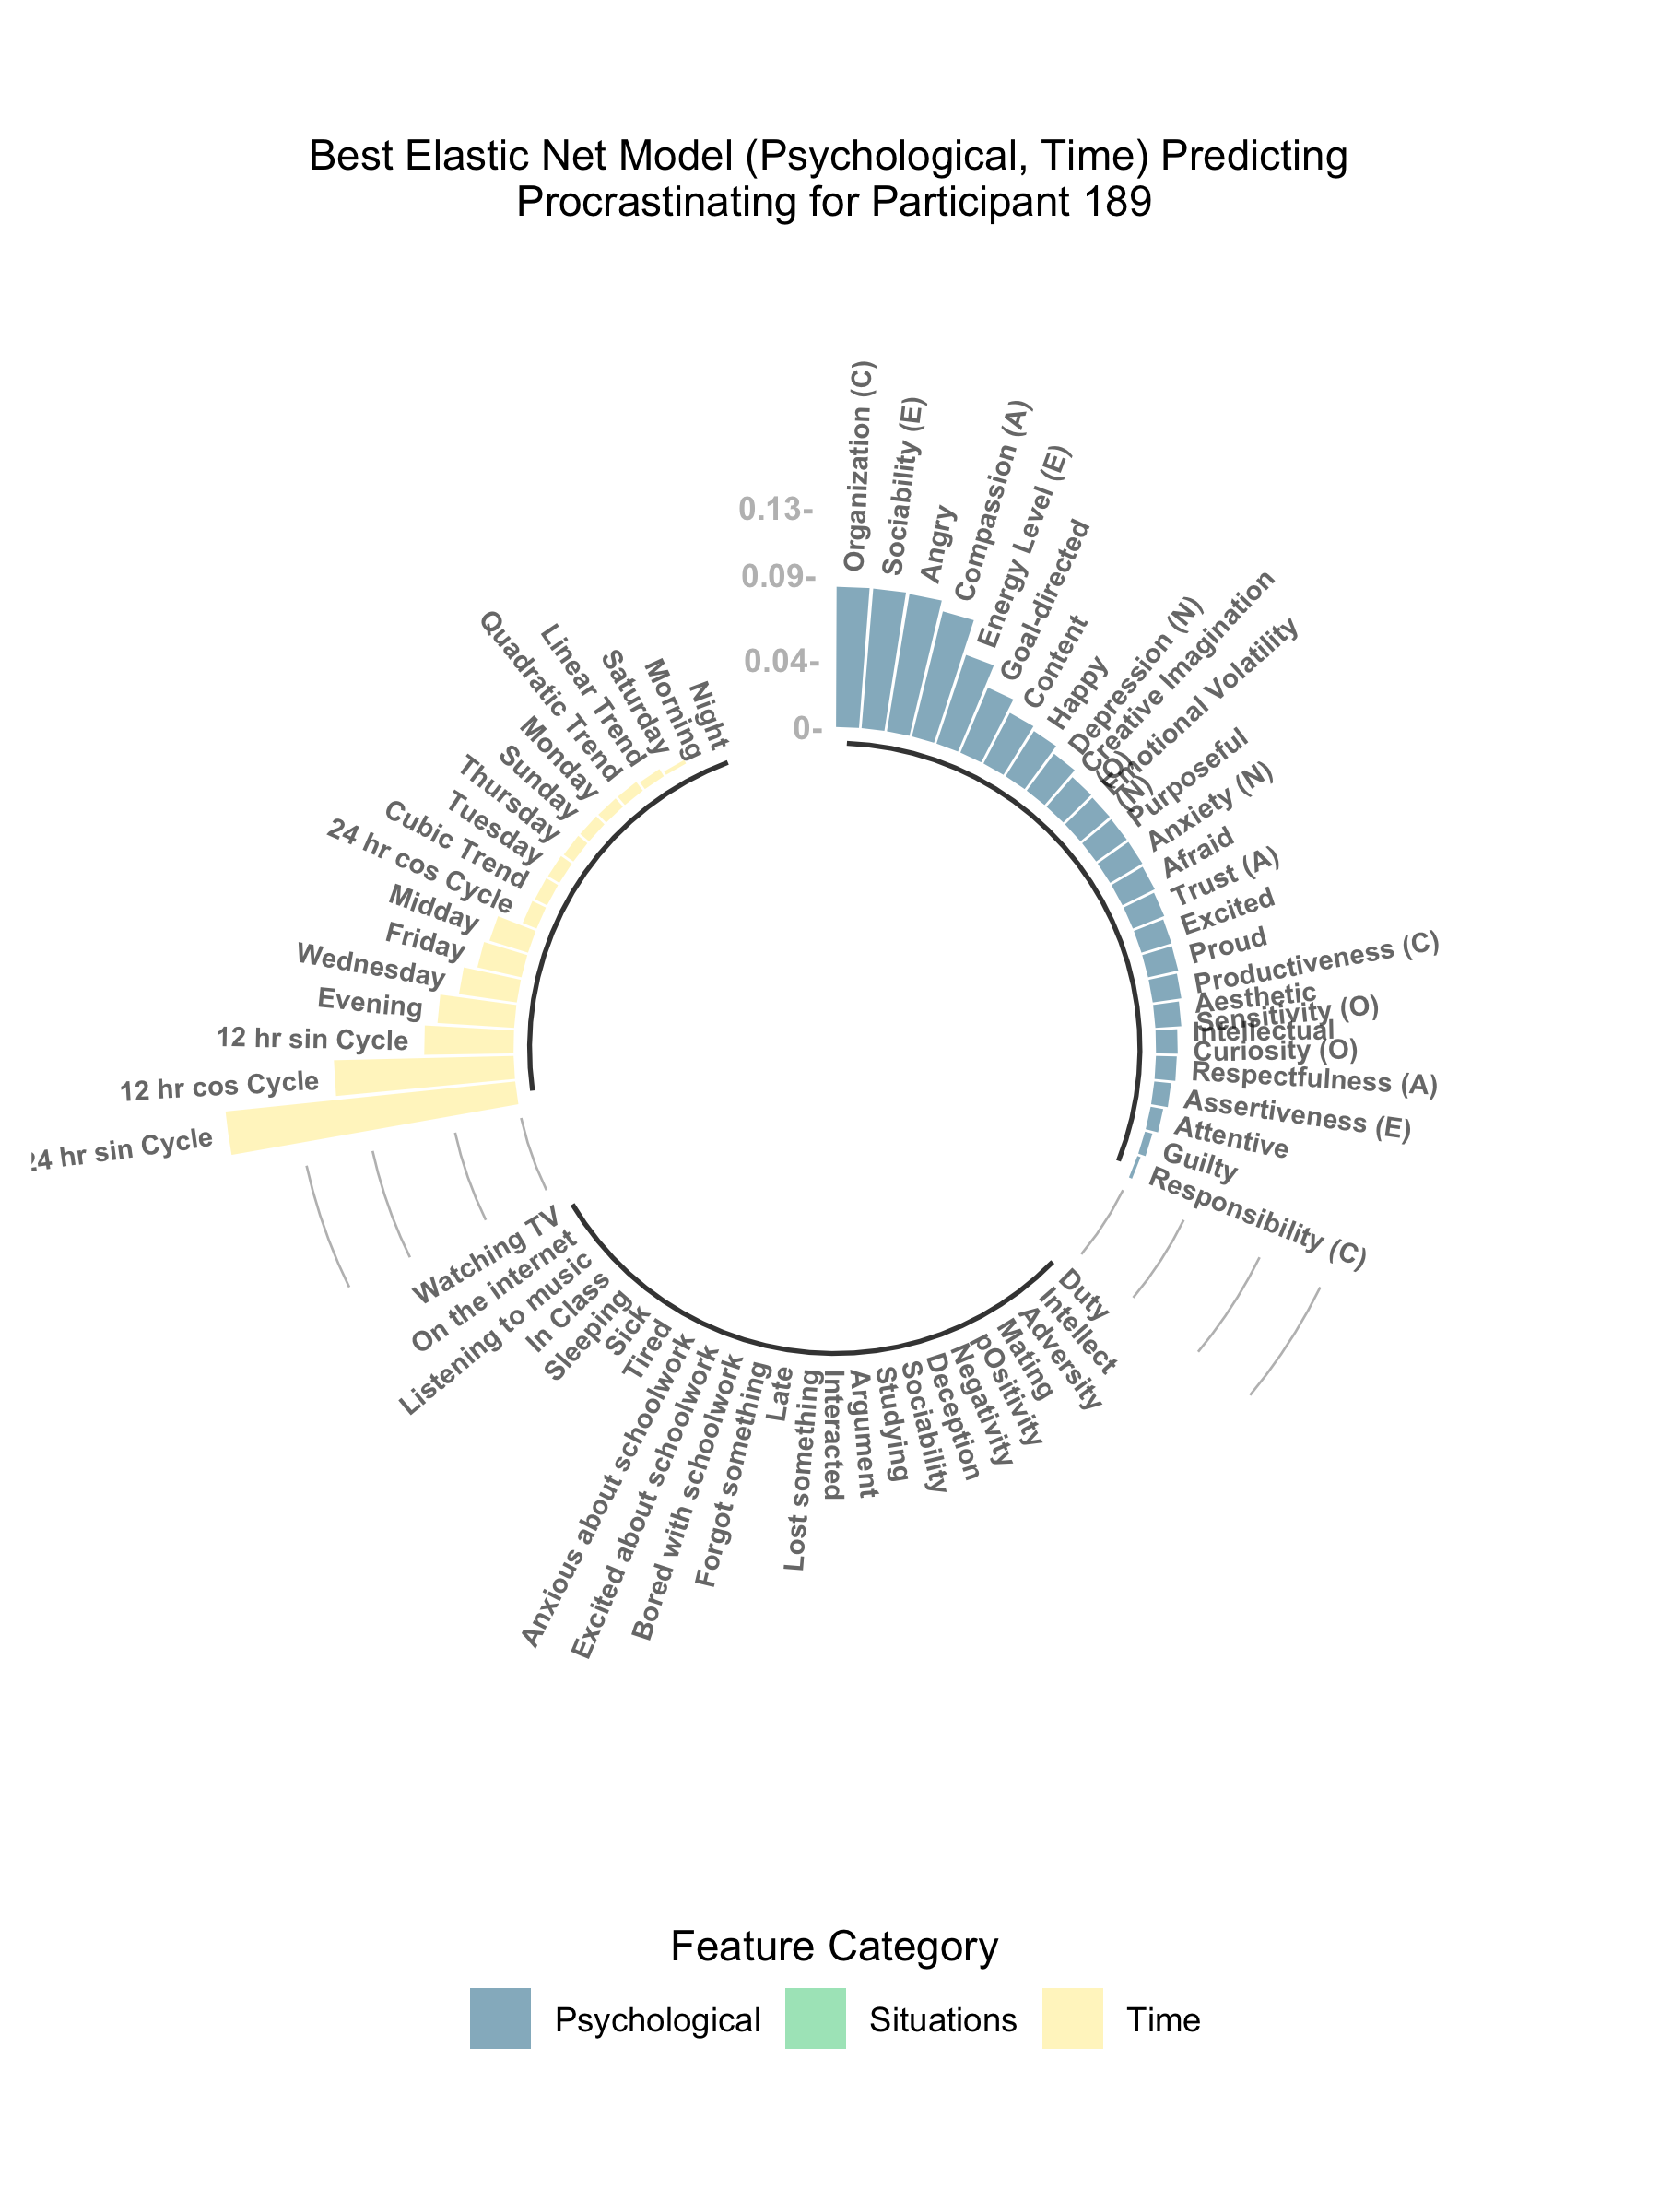 Best Elastic Net Model (Psychological, Time) Predicting
Procrastinating for Participant 189
0.13-
0.09-
0.04-
0-
Organization (C)
Sociability (E)
Angry
Compassion (A)
Energy Level (E)
Goal-directed
Content
Happy
Depression (N)
Creative Imagination
(O)
Emotional Volatility
(N)
Purposeful
Anxiety (N)
Afraid
Trust (A)
Excited
Proud
Productiveness (C)
Aesthetic
Sensitivity (O)
Intellectual
Curiosity (O)
Respectfulness (A)
Assertiveness (E)
Attentive
Guilty
Responsibility (C)
Duty
Intellect
Adversity
Mating
pOsitivity
Negativity
Deception
Sociability
Studying
Argument
Interacted
Lost something
Late
Forgot something
Bored with schoolwork
Excited about schoolwork
Anxious about schoolwork
Tired
Sick
Sleeping
In Class
Listening to music
On the internet
Watching TV
24 hr sin Cycle
12 hr cos Cycle
12 hr sin Cycle
Evening
Wednesday
Friday
Midday
24 hr cos Cycle
Cubic Trend
Tuesday
Thursday
Sunday
Monday
Quadratic Trend
Linear Trend
Saturday
Morning
Night
Feature Category
Psychological
Situations
Time